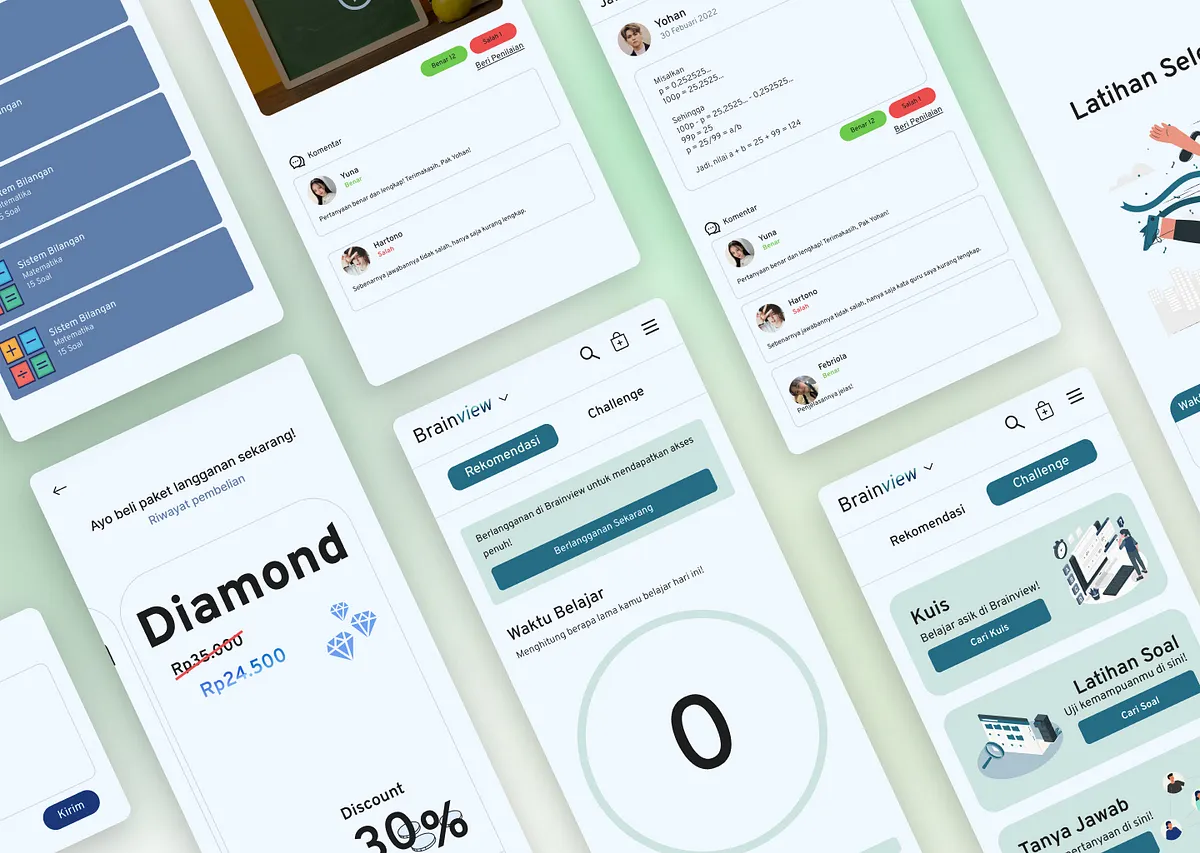 Sistem Bilangan
Matematika
15 Soal
Sistem Bilangan
Matematika
15 Soal
Benar 12
Salah 1
Beri Penilaian
Komentar
Yuna
Benar
Pertanyaan benar dan lengkap! Terimakasih, Pak Yohan!
Hartono
Salah
Sebenarnya jawabannya tidak salah, hanya saja kurang lengkap.
Yohan
30 Febuari 2022
Misalkan
p = 0,252525...
100p = 25,2525...
Sehingga
100p - p = 25,2525... - 0,252525...
99p = 25
p = 25/99 = a/b
Jadi, nilai a + b = 25 + 99 = 124
Benar 12
Salah 1
Beri Penilaian
Komentar
Yuna
Benar
Pertanyaan benar dan lengkap! Terimakasih, Pak Yohan!
Hartono
Salah
Sebenarnya jawabannya tidak salah, hanya saja kata guru saya kurang lengkap.
Febriola
Benar
Penjelasannya jelas!
Latihan
Kirim
Ayo beli paket langganan sekarang!
Riwayat pembelian
Diamond
Rp35.000
Rp24.500
Discount
30%
Brainview
Rekomendasi
Challenge
Berlangganan di Brainview untuk mendapatkan akses
penuh!
Berlangganan Sekarang
Waktu Belajar
Menghitung berapa lama kamu belajar hari ini!
0
Brainview
Rekomendasi
Challenge
Kuis
Belajar asik di Brainview!
Cari Kuis
Latihan Soal
Uji kemampuanmu di sini!
Cari Soal
Tanya Jawab
pertanyaan di sini!